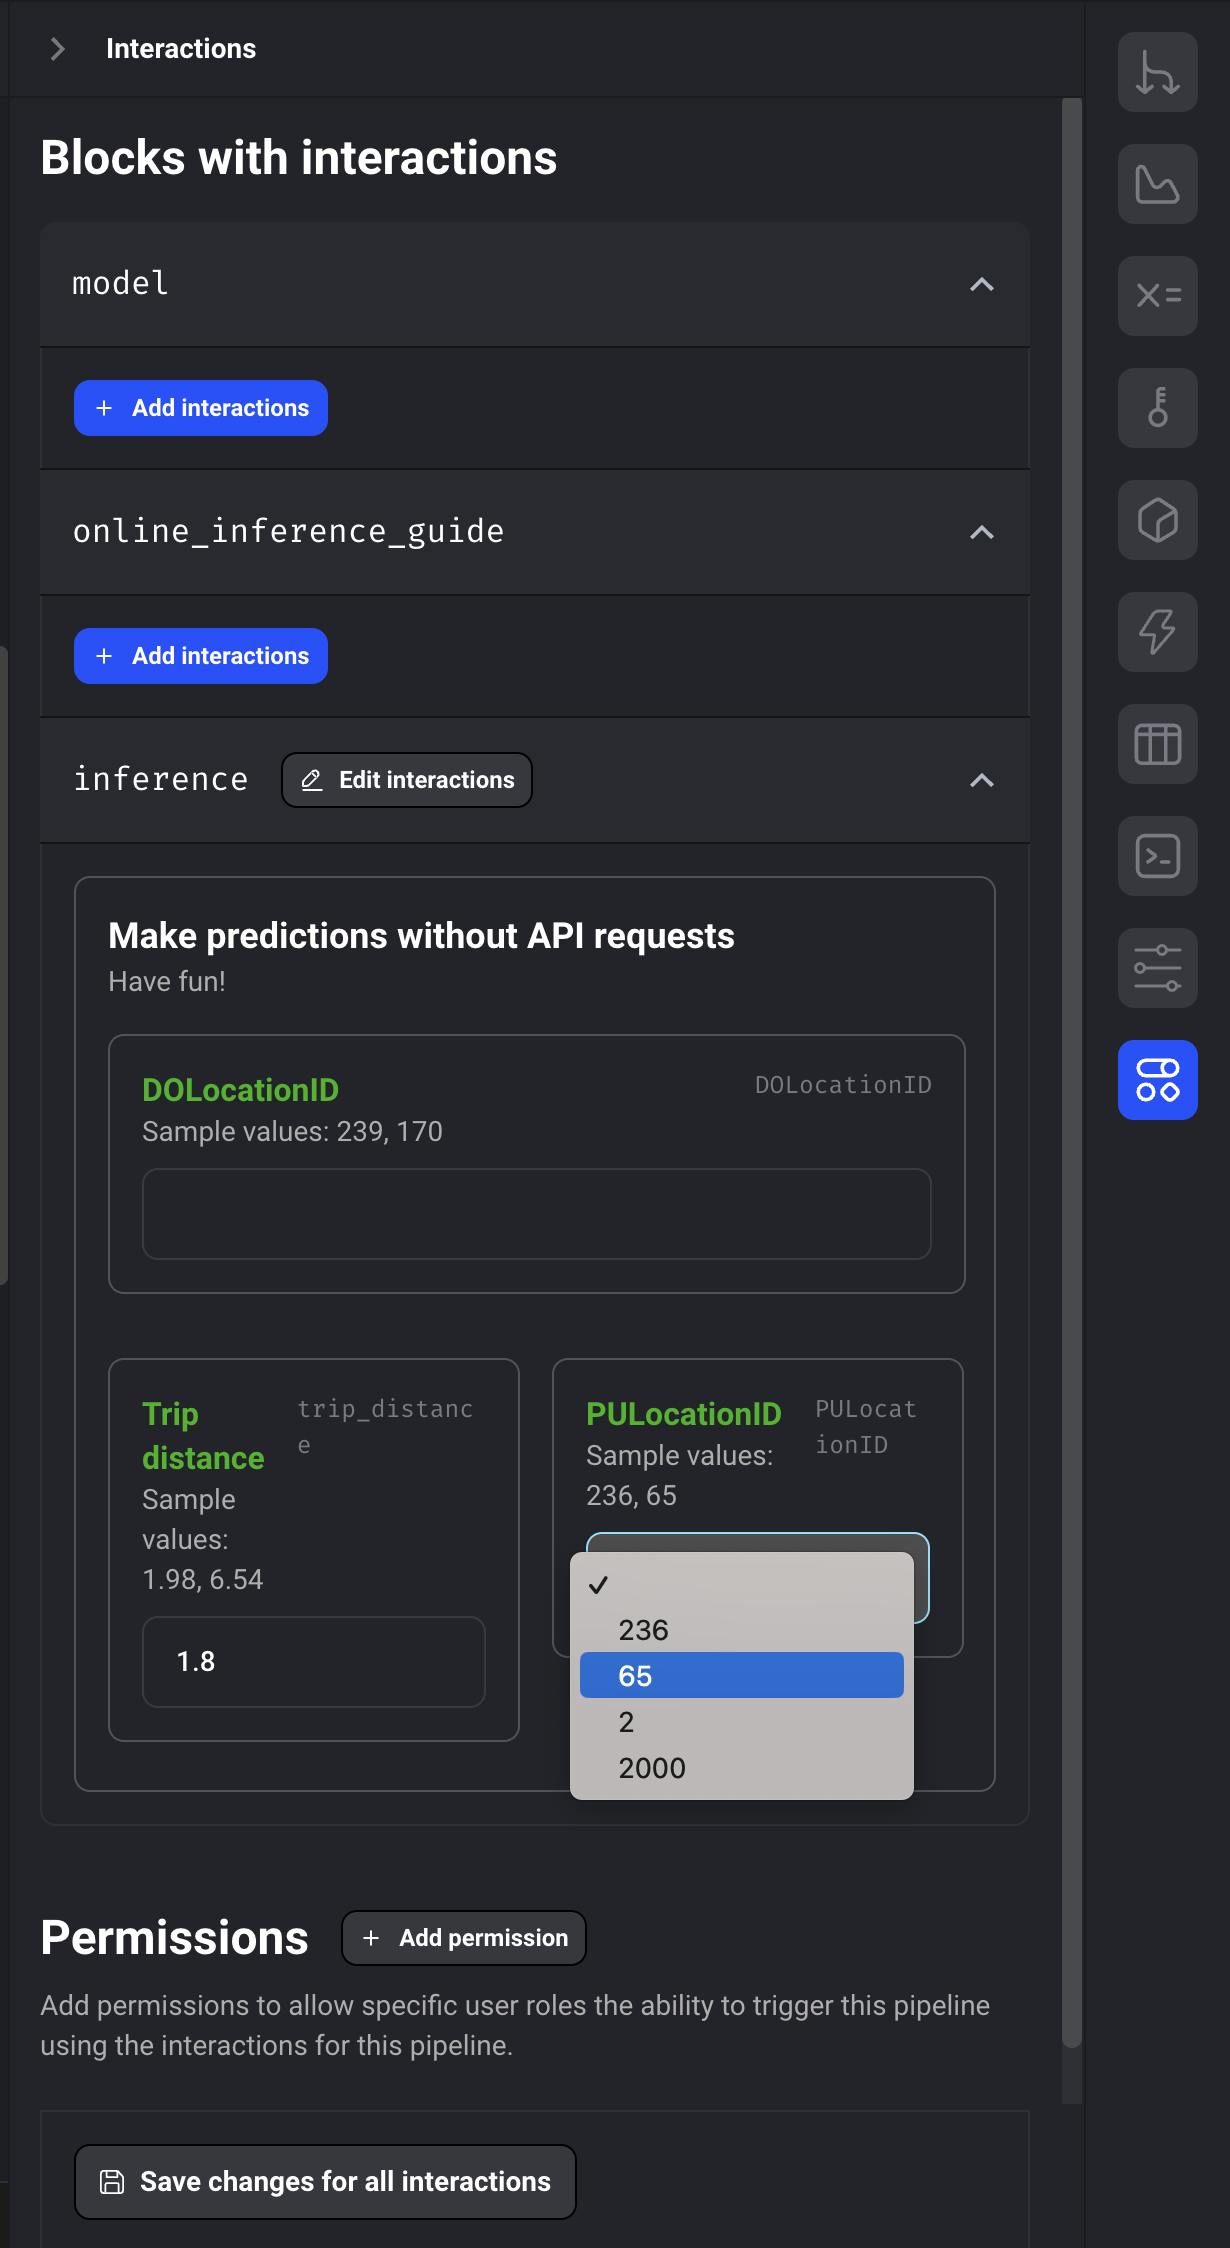 Interactions
Blocks with interactions
model
+ Add interactions
online_inference_guide
+ Add interactions
inference
Edit interactions
Make predictions without API requests
Have fun!
DOLocationID
DOLocationID
Sample values: 239, 170
Trip
distance
trip_distanc
e
Sample
values:
1.98, 6.54
1.8
PULocationID
PULocat
ionID
Sample values:
236, 65
✓
236
65
2
2000
Permissions
+ Add permission
Add permissions to allow specific user roles the ability to trigger this pipeline
using the interactions for this pipeline.
Save changes for all interactions